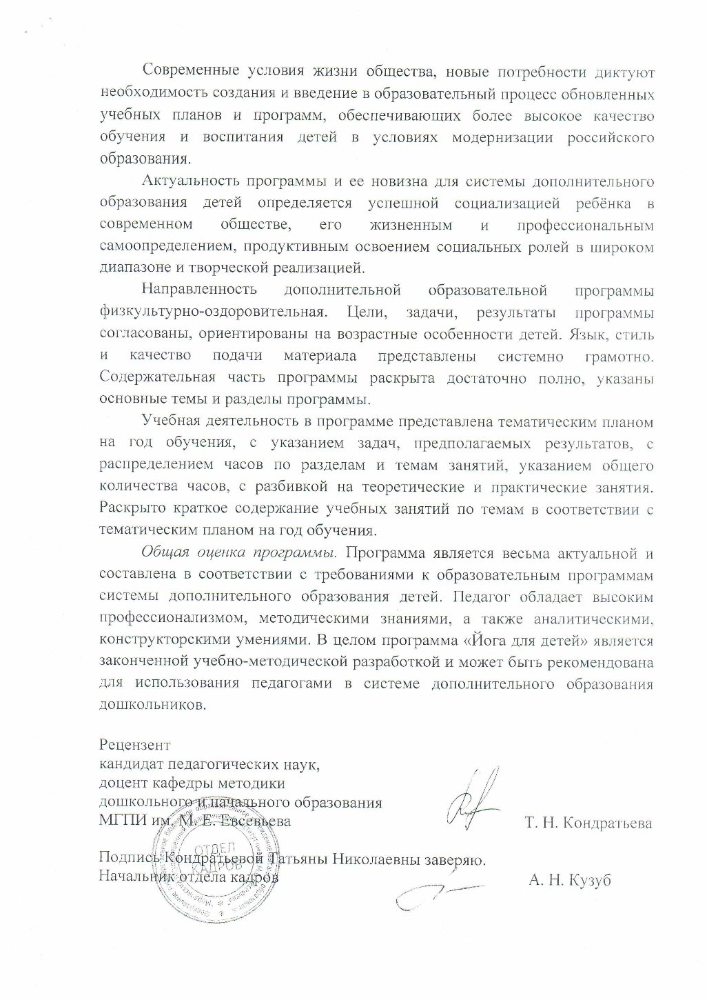 Современные условия жизни общества, новые потребности диктуют
необходимость создания и введение в образовательный процесс обновленных
учебных планов и программ, обеспечивающих более высокое качество
обучения и воспитания детей в условиях модернизации российского
образования.
Актуальность программы и ее новизна для системы дополнительного
образования детей определяется успешной социализацией ребёнка в
современном обществе, его жизненным и профессиональным
самоопределением, продуктивным освоением социальных ролей в широком
диапазоне и творческой реализацией.
Направленность дополнительной образовательной программы
физкультурно-оздоровительная. Цели, задачи, результаты программы
согласованы, ориентированы на возрастные особенности детей. Язык, стиль
и качество подачи материала представлены системно грамотно.
Содержательная часть программы раскрыта достаточно полно, указаны
основные темы и разделы программы.
Учебная деятельность в программе представлена тематическим планом
на год обучения, с указанием задач, предполагаемых результатов, с
распределением часов по разделам и темам занятий, указанием общего
количества часов, с разбивкой на теоретические и практические занятия.
Раскрыто краткое содержание учебных занятий по темам в соответствии с
тематическим планом на год обучения.
Общая оценка программы. Программа является весьма актуальной и
составлена в соответствии с требованиями к образовательным программам
системы дополнительного образования детей. Педагог обладает высоким
профессионализмом, методическими знаниями, а также аналитическими,
конструкторскими умениями. В целом программа «Йога для детей» является
законченной учебно-методической разработкой и может быть рекомендована
для использования педагогами в системе дополнительного образования
дошкольников.
Рецензент
кандидат педагогических наук,
доцент кафедры методики
дошкольного и начального образования
МГПИ им. М. Е. Евсевьева Т. Н. Кондратьева
Подпись Кондратьевой Татьяны Николаевны заверяю.
Начальник отдела кадров А. Н. Кузуб
ОТДЕЛ
КАДРОВ